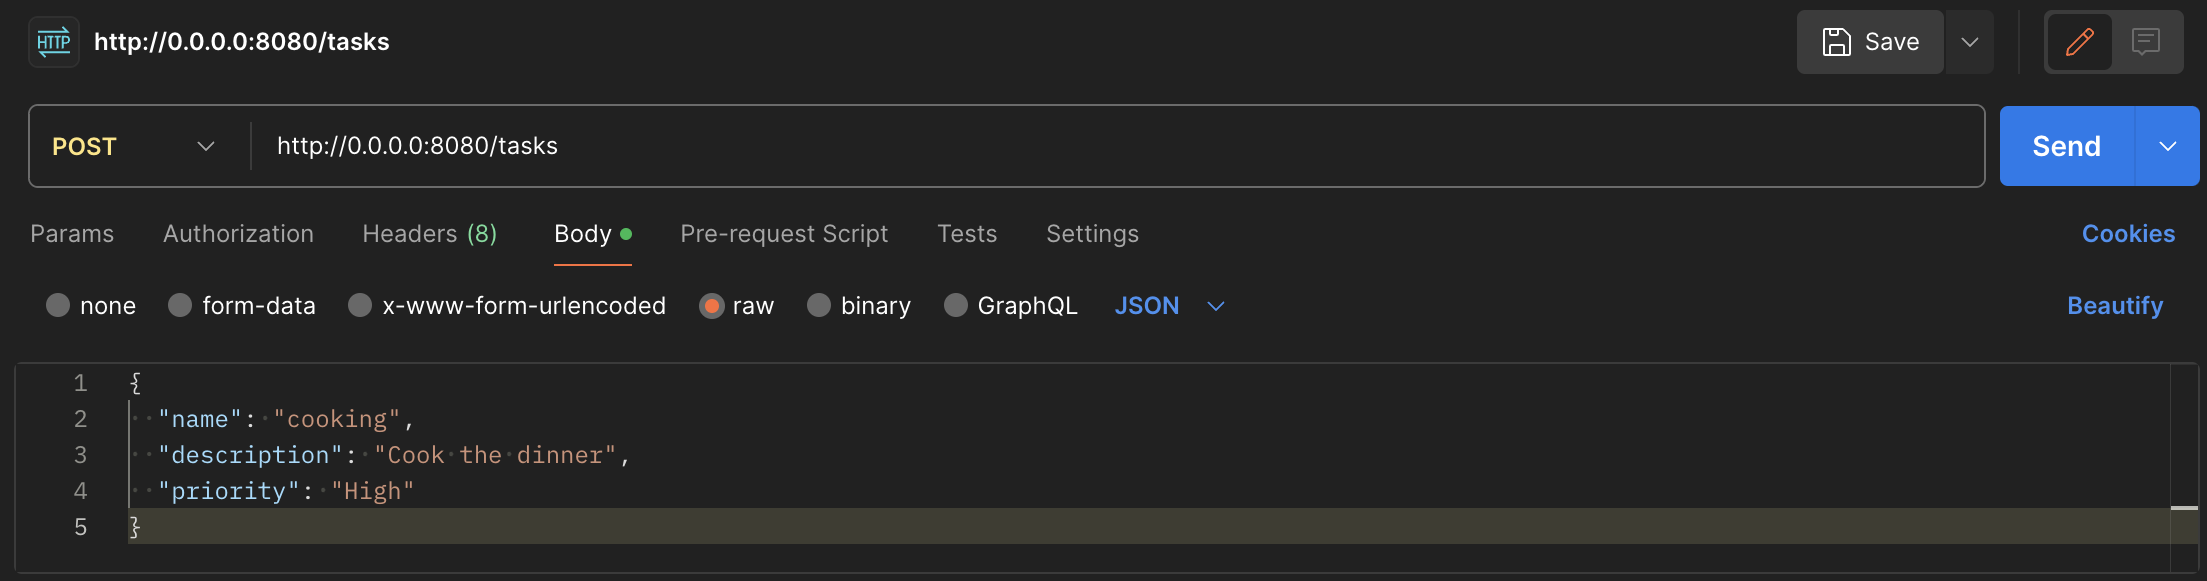 HTTP http://0.0.0.0:8080/tasks Save
POST http://0.0.0.0:8080/tasks Send
Params Authorization Headers (8) Body Pre-request Script Tests Settings Cookies
none form-data x-www-form-urlencoded raw binary GraphQL JSON Beautify
1 {
2   "name": "cooking",
3   "description": "Cook the dinner",
4   "priority": "High"
5 }